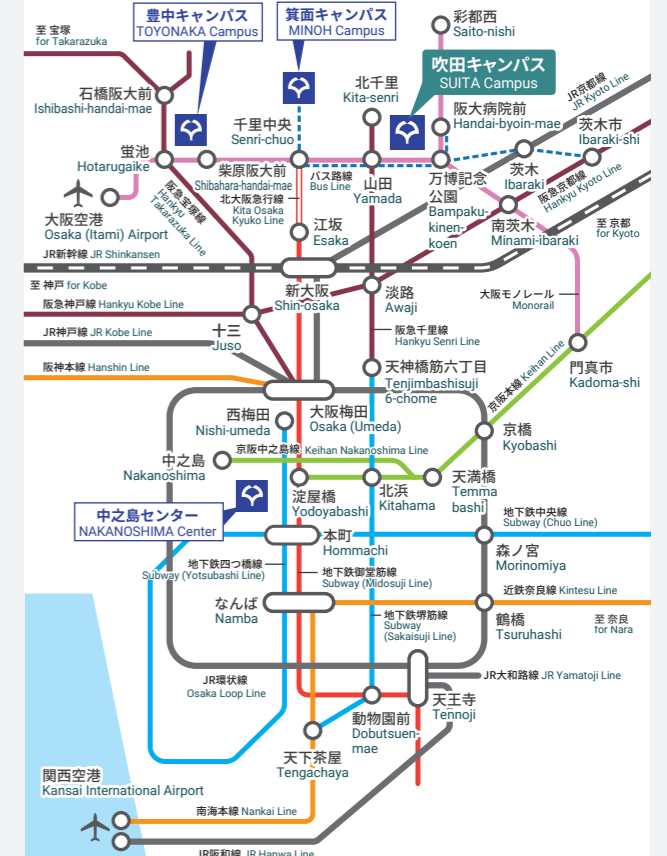 至 宝塚
for Takarazuka
豊中キャンパス
TOYONAKA Campus
箕面キャンパス
MINOH Campus
彩都西
Saito-nishi
吹田キャンパス
SUITA Campus
石橋阪大前
Ishibashi-handai-mae
北千里
Kita-senri
JR京都線
JR Kyoto Line
阪大病院前
Handai-byoin-mae
茨木市
Ibaraki-shi
千里中央
Senri-chuo
蛍池
Hotarugaike
柴原阪大前
Shibahara-handai-mae
バス路線
Bus Line
山田
Yamada
万博記念
公園
Bampaku-
kinen-
koen
茨木
Ibaraki
阪急京都線
Hankyu Kyoto Line
大阪空港
Osaka (Itami) Airport
阪急宝塚線
Hankyu
Takarazuka Line
北大阪急行線
Kita Osaka
Kyuko Line
江坂
Esaka
南茨木
Minami-ibaraki
至 京都
for Kyoto
JR新幹線 JR Shinkansen
至 神戸 for Kobe
新大阪
Shin-osaka
淡路
Awaji
大阪モノレール
Monorail
阪急神戸線 Hankyu Kobe Line
JR神戸線 JR Kobe Line
十三
Juso
阪急千里線
Hankyu Senri Line
阪神本線 Hanshin Line
天神橋筋六丁目
Tenjimbashisuji
6-chome
門真市
Kadoma-shi
京阪本線 Keihan Line
西梅田
Nishi-umeda
大阪梅田
Osaka (Umeda)
京橋
Kyobashi
京阪中之島線 Keihan Nakanoshima Line
中之島
Nakanoshima
淀屋橋
Yodoyabashi
北浜
Kitahama
天満橋
Temma
bashi
中之島センター
NAKANOSHIMA Center
地下鉄中央線
Subway (Chuo Line)
本町
Hommachi
森ノ宮
Morinomiya
地下鉄四つ橋線
Subway (Yotsubashi Line)
地下鉄御堂筋線
Subway (Midosuji Line)
近鉄奈良線 Kintesu Line
なんば
Namba
地下鉄堺筋線
Subway
(Sakaisuji Line)
鶴橋
Tsuruhashi
至 奈良
for Nara
JR環状線
Osaka Loop Line
JR大和路線 JR Yamatoji Line
天王寺
Tennoji
動物園前
Dobutsuen-
mae
天下茶屋
Tengachaya
関西空港
Kansai International Airport
南海本線 Nankai Line
JR阪和線 JR Hanwa Line